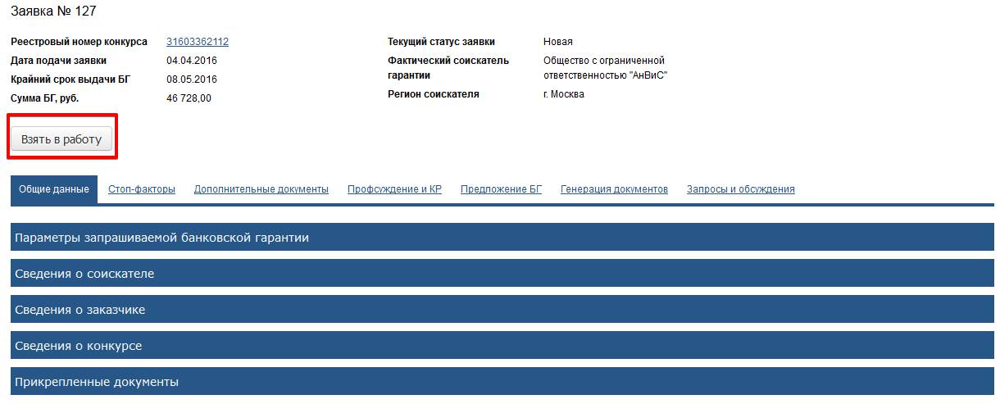 Заявка № 127
Реестровый номер конкурса 31603362112
Дата подачи заявки 04.04.2016
Крайний срок выдачи БГ 08.05.2016
Сумма БГ, руб. 46 728,00
Текущий статус заявки Новая
Фактический соискатель гарантии Общество с ограниченной ответственностью "АнВиС"
Регион соискателя г. Москва
Взять в работу
Общие данные Стоп-факторы Дополнительные документы Профсуждение и КР Предложение БГ Генерация документов Запросы и обсуждения
Параметры запрашиваемой банковской гарантии
Сведения о соискателе
Сведения о заказчике
Сведения о конкурсе
Прикрепленные документы